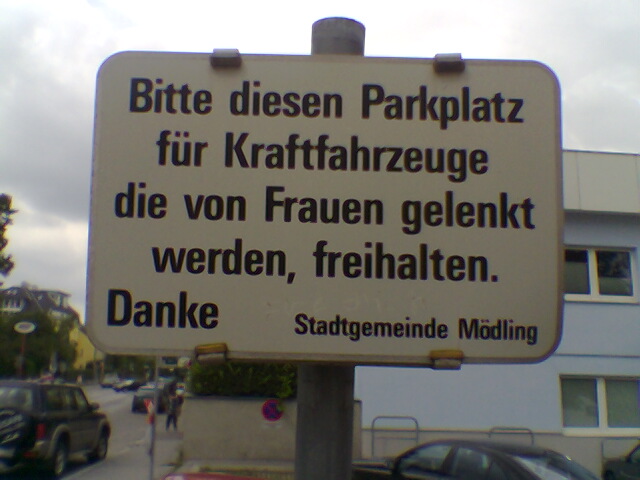 Bitte diesen Parkplatz
für Kraftfahrzeuge
die von Frauen gelenkt
werden, freihalten.
Danke
Stadtgemeinde Mödling